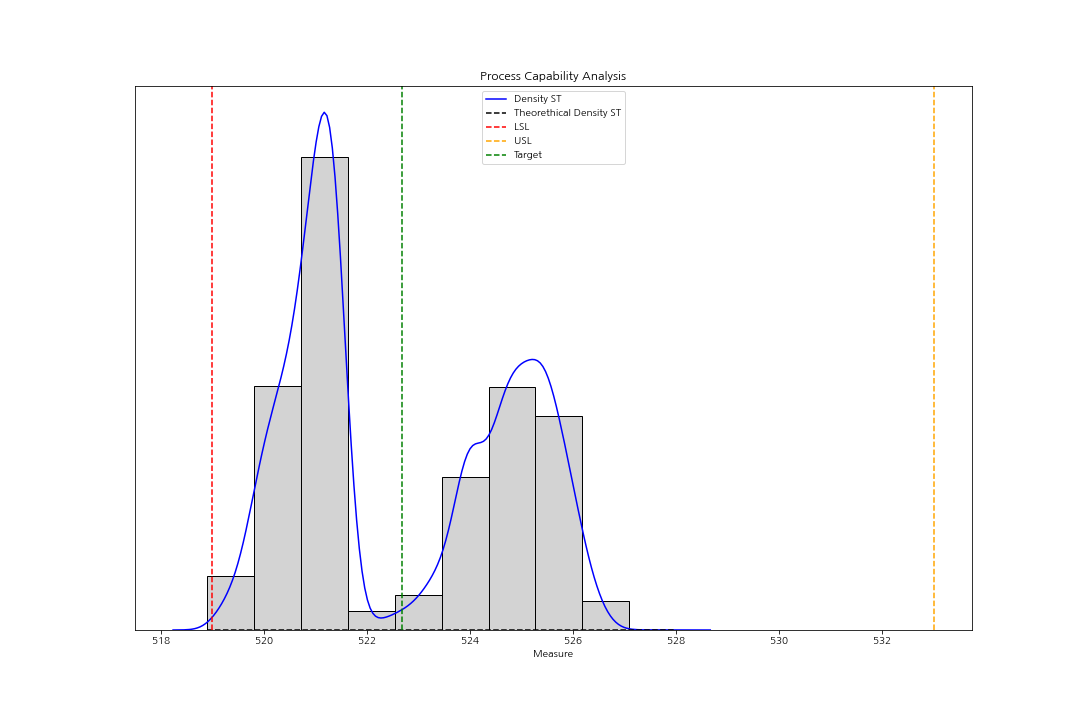 Process Capability Analysis
Density ST
Theorethical Density ST
LSL
USL
Target
518 520 522 524 526 528 530 532
Measure